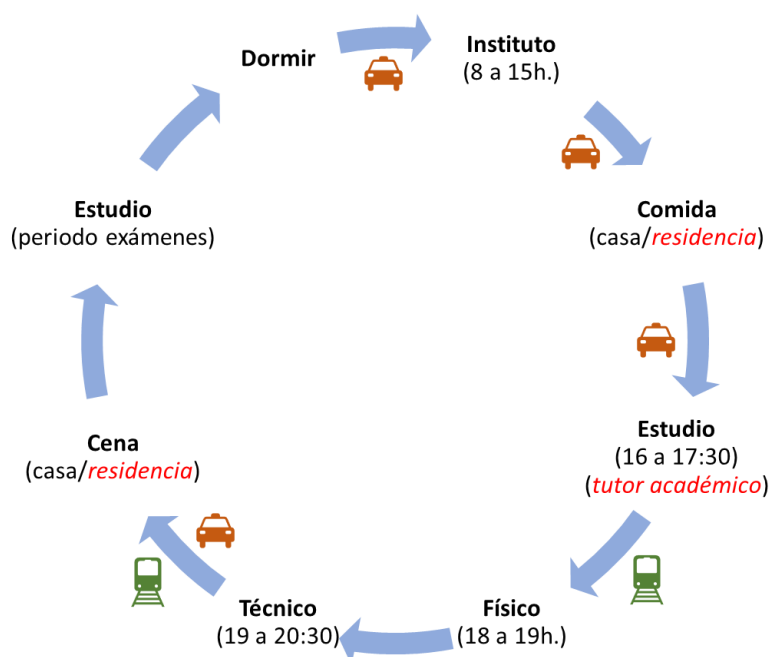 Dormir
Instituto
(8 a 15h.)
Comida
(casa/residencia)
Estudio
(16 a 17:30)
(tutor académico)
Físico
(18 a 19h.)
Técnico
(19 a 20:30)
Cena
(casa/residencia)
Estudio
(periodo exámenes)